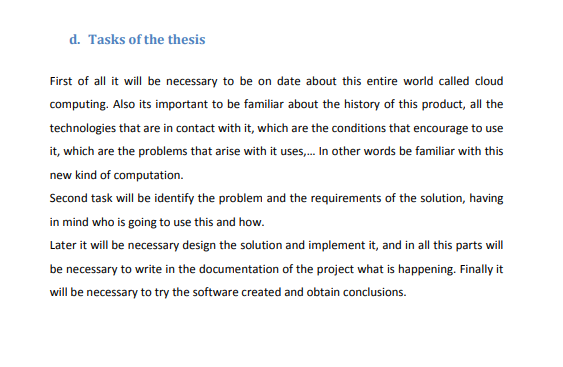 d. Tasks of the thesis
First of all it will be necessary to be on date about this entire world called cloud
computing. Also its important to be familiar about the history of this product, all the
technologies that are in contact with it, which are the conditions that encourage to use
it, which are the problems that arise with it uses,... In other words be familiar with this
new kind of computation.
Second task will be identify the problem and the requirements of the solution, having
in mind who is going to use this and how.
Later it will be necessary design the solution and implement it, and in all this parts will
be necessary to write in the documentation of the project what is happening. Finally it
will be necessary to try the software created and obtain conclusions.